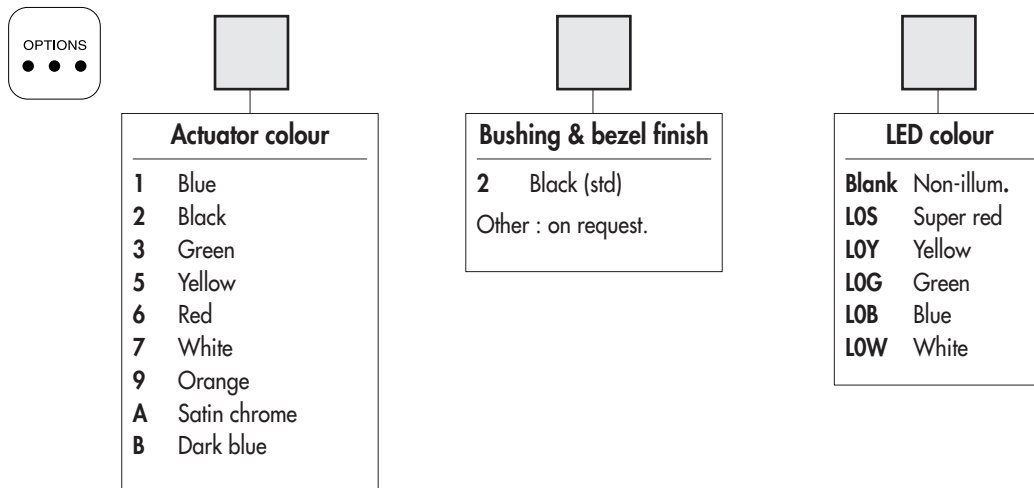 OPTIONS
Actuator colour
1 Blue
2 Black
3 Green
5 Yellow
6 Red
7 White
9 Orange
A Satin chrome
B Dark blue
Bushing & bezel finish
2 Black (std)
Other : on request.
LED colour
Blank Non-illum.
L0S Super red
L0Y Yellow
L0G Green
L0B Blue
L0W White